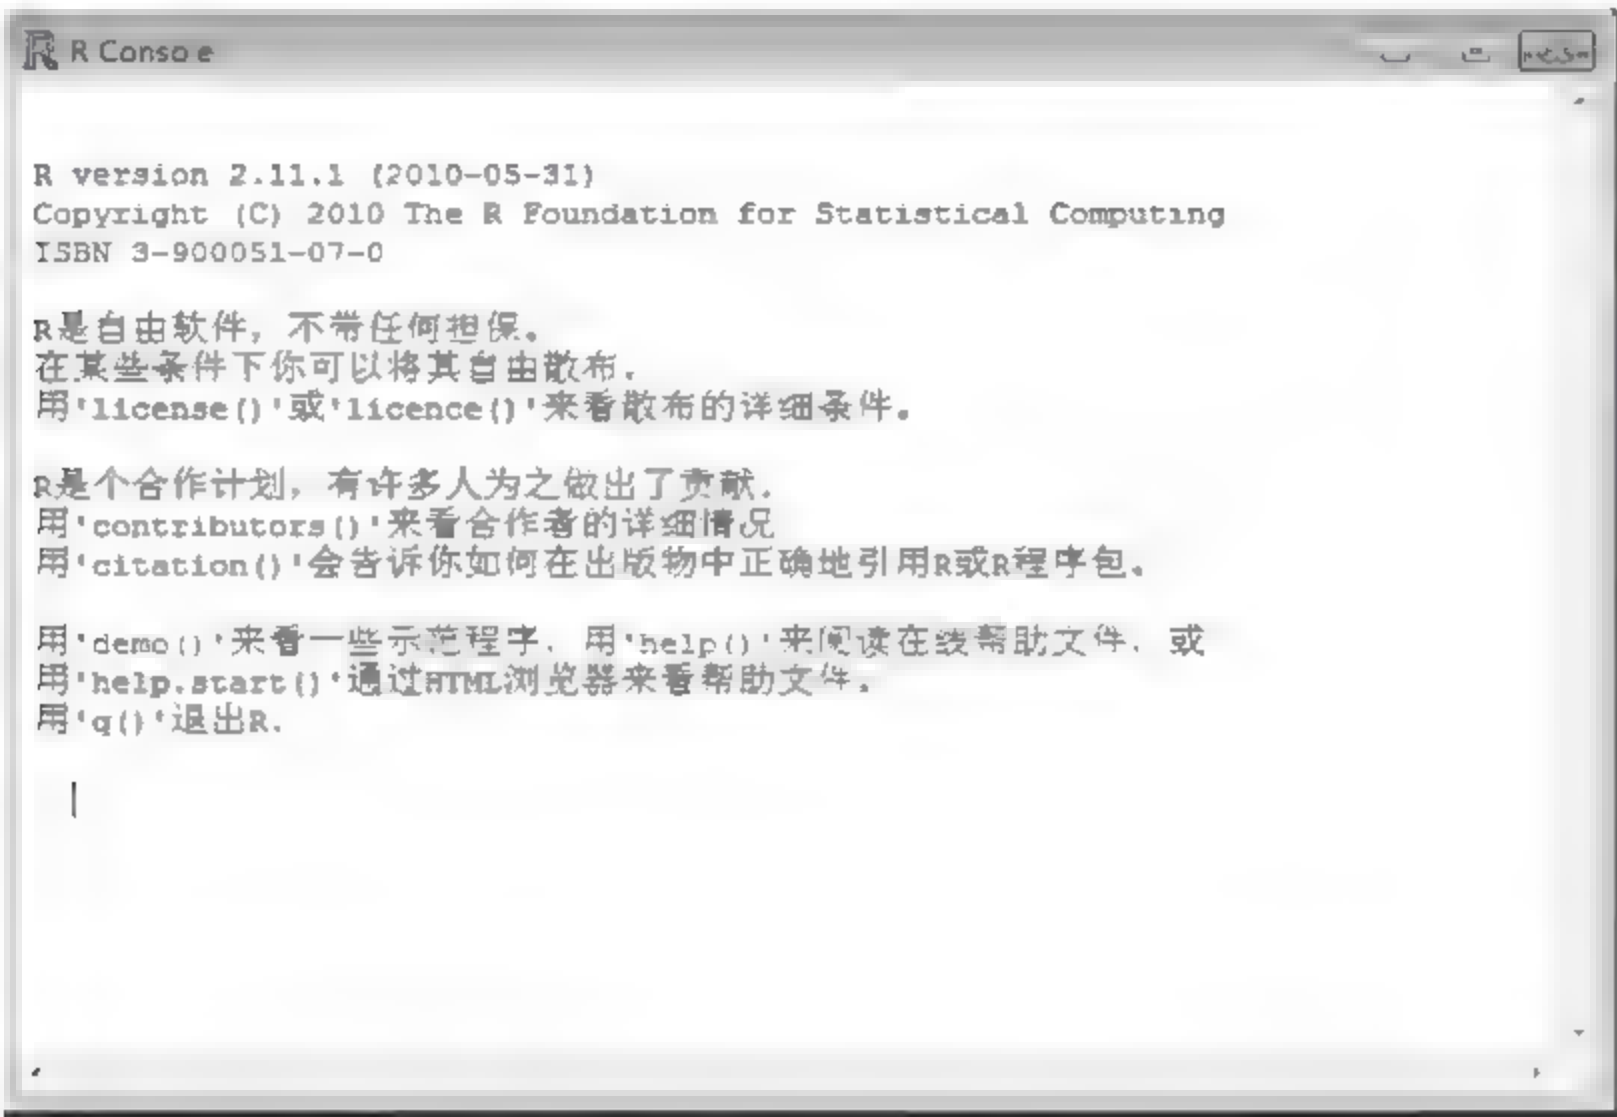 R Console
R version 2.11.1 (2010-05-31)
Copyright (C) 2010 The R Foundation for Statistical Computing
ISBN 3-900051-07-0
R是自由软件，不带任何担保。
在某些条件下你可以将其自由散布。
用'license()'或'licence()'来看散布的详细条件。
R是个合作计划，有许多人为之做出了贡献.
用'contributors()'来看合作者的详细情况
用'citation()'会告诉你如何在出版物中正确地引用R或R程序包。
用'demo()'来看一些示范程序，用'help()'来阅读在线帮助文件，或
用'help.start()'通过HTML浏览器来看帮助文件。
用'q()'退出R.